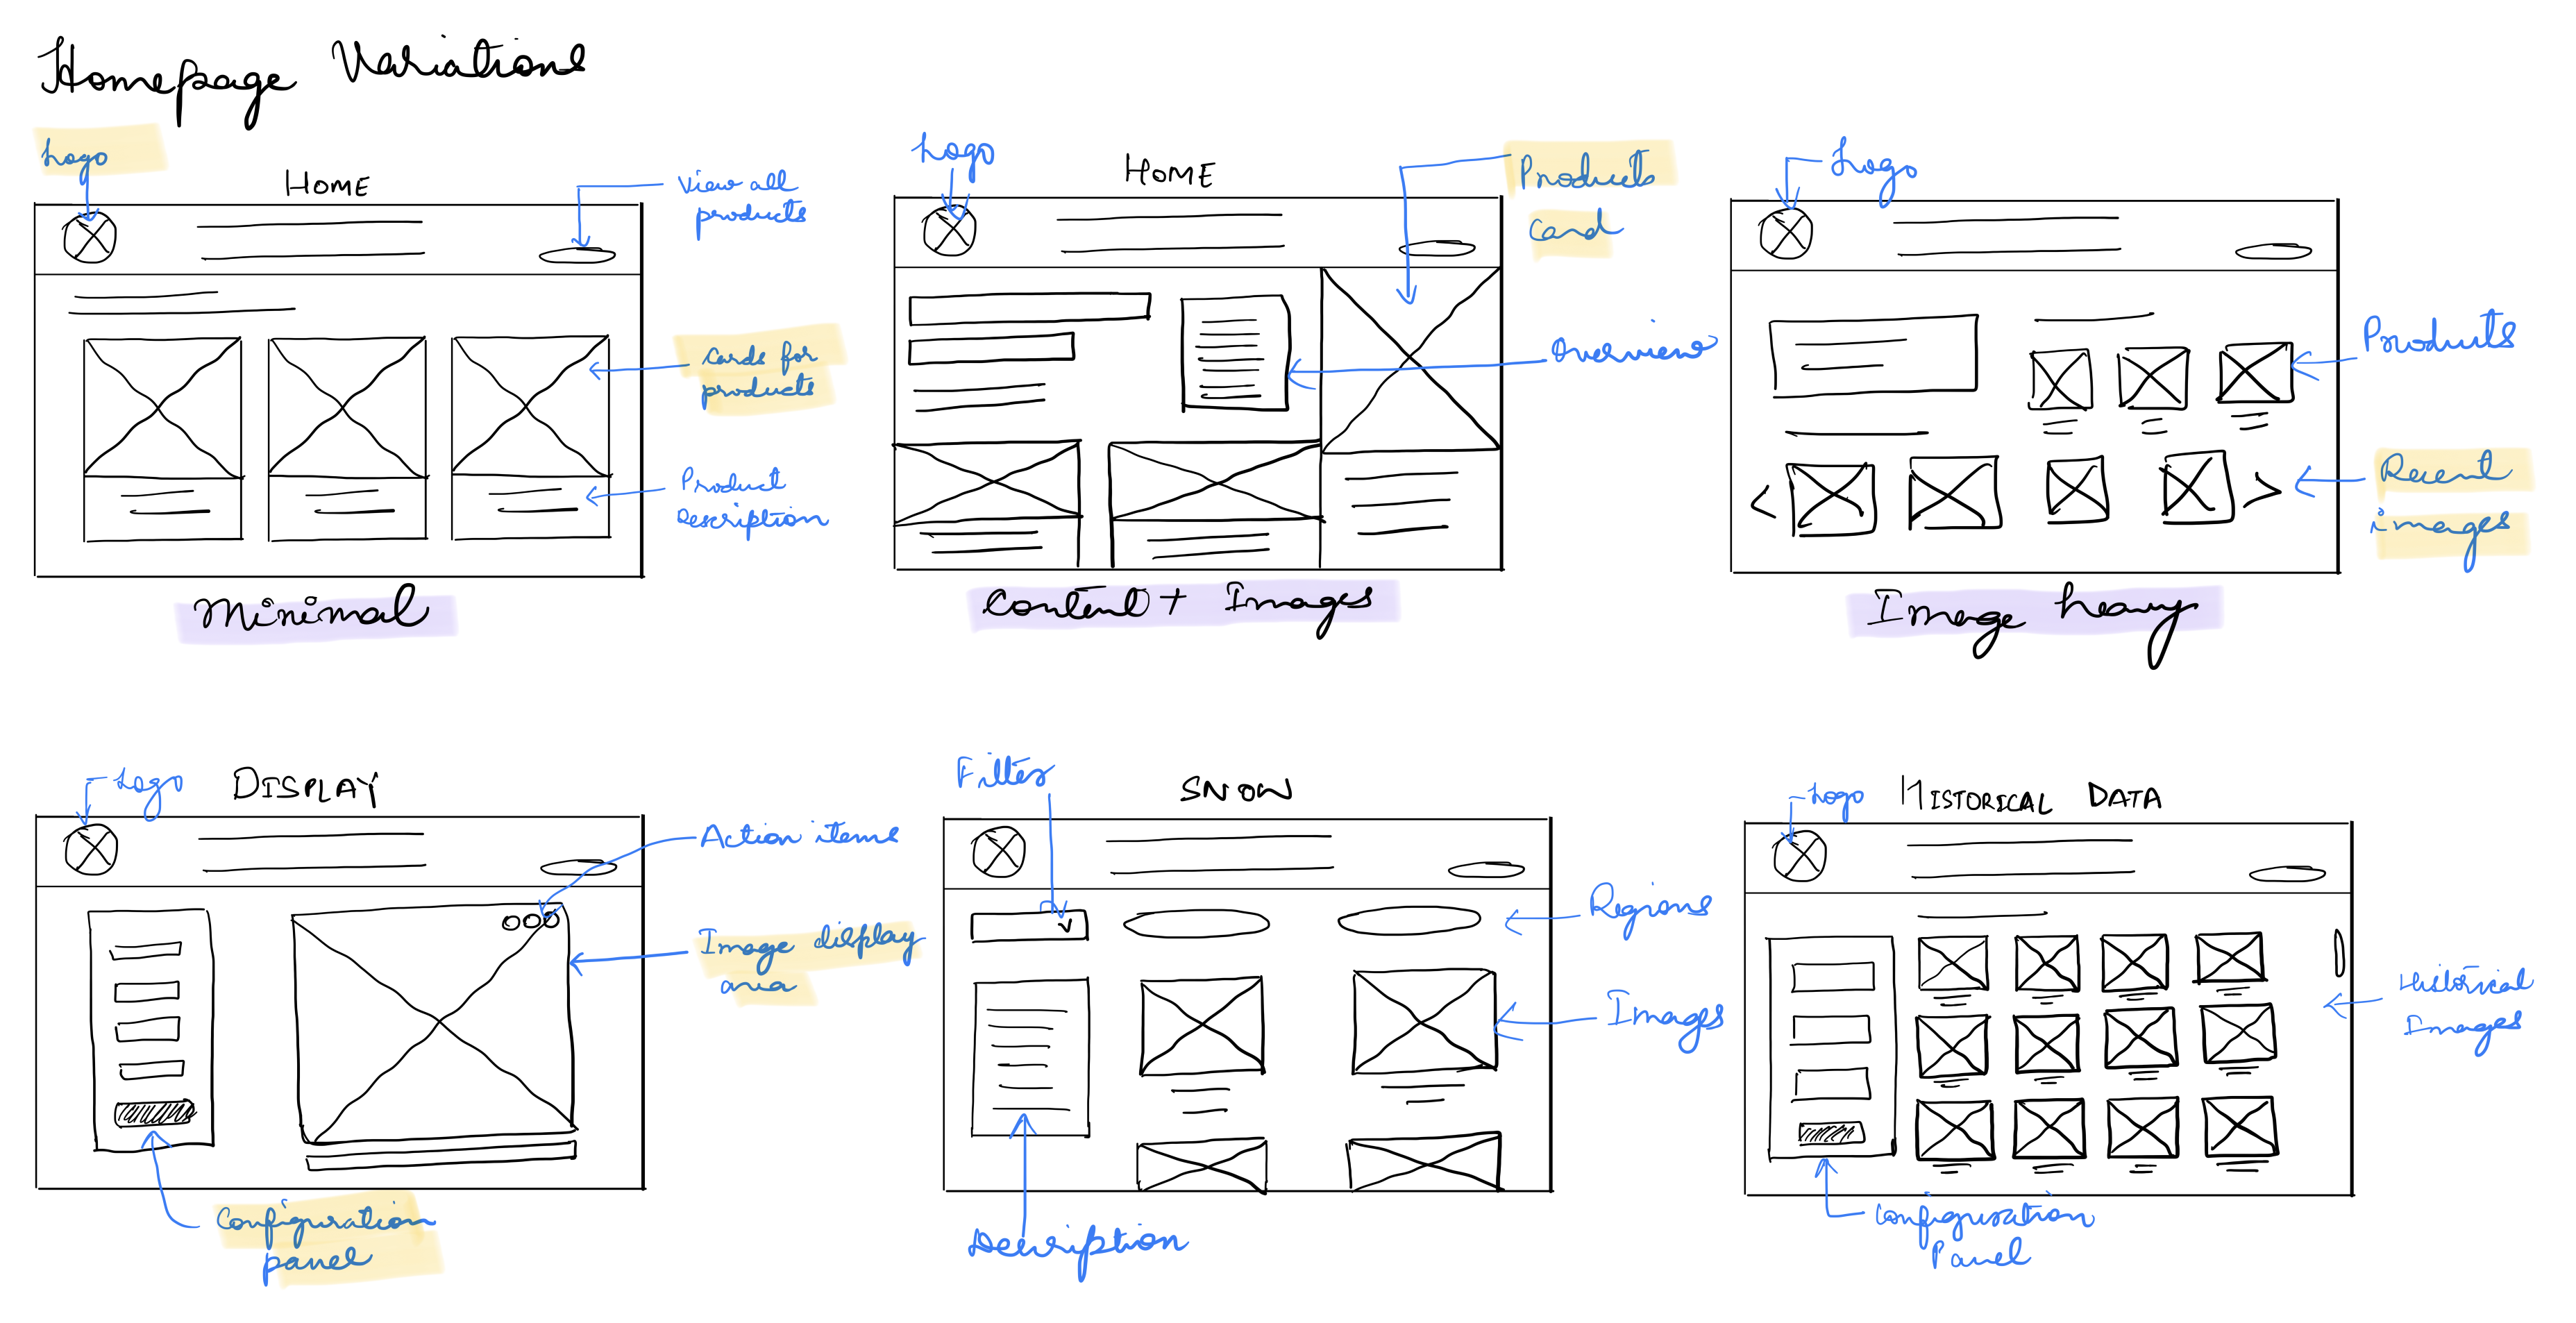 Homepage Variations
Logo
HOME
View all
products
Cards for
products
Product
Description
Minimal
Logo
HOME
Products
Card
Overview
Content + Images
Logo
Products
Recent
images
Image heavy
Logo
DISPLAY
Action items
Image display
area
Configuration
panel
Filter
SNOW
Regions
Images
Description
Logo
HISTORICAL DATA
Historical
Images
Configuration
Panel